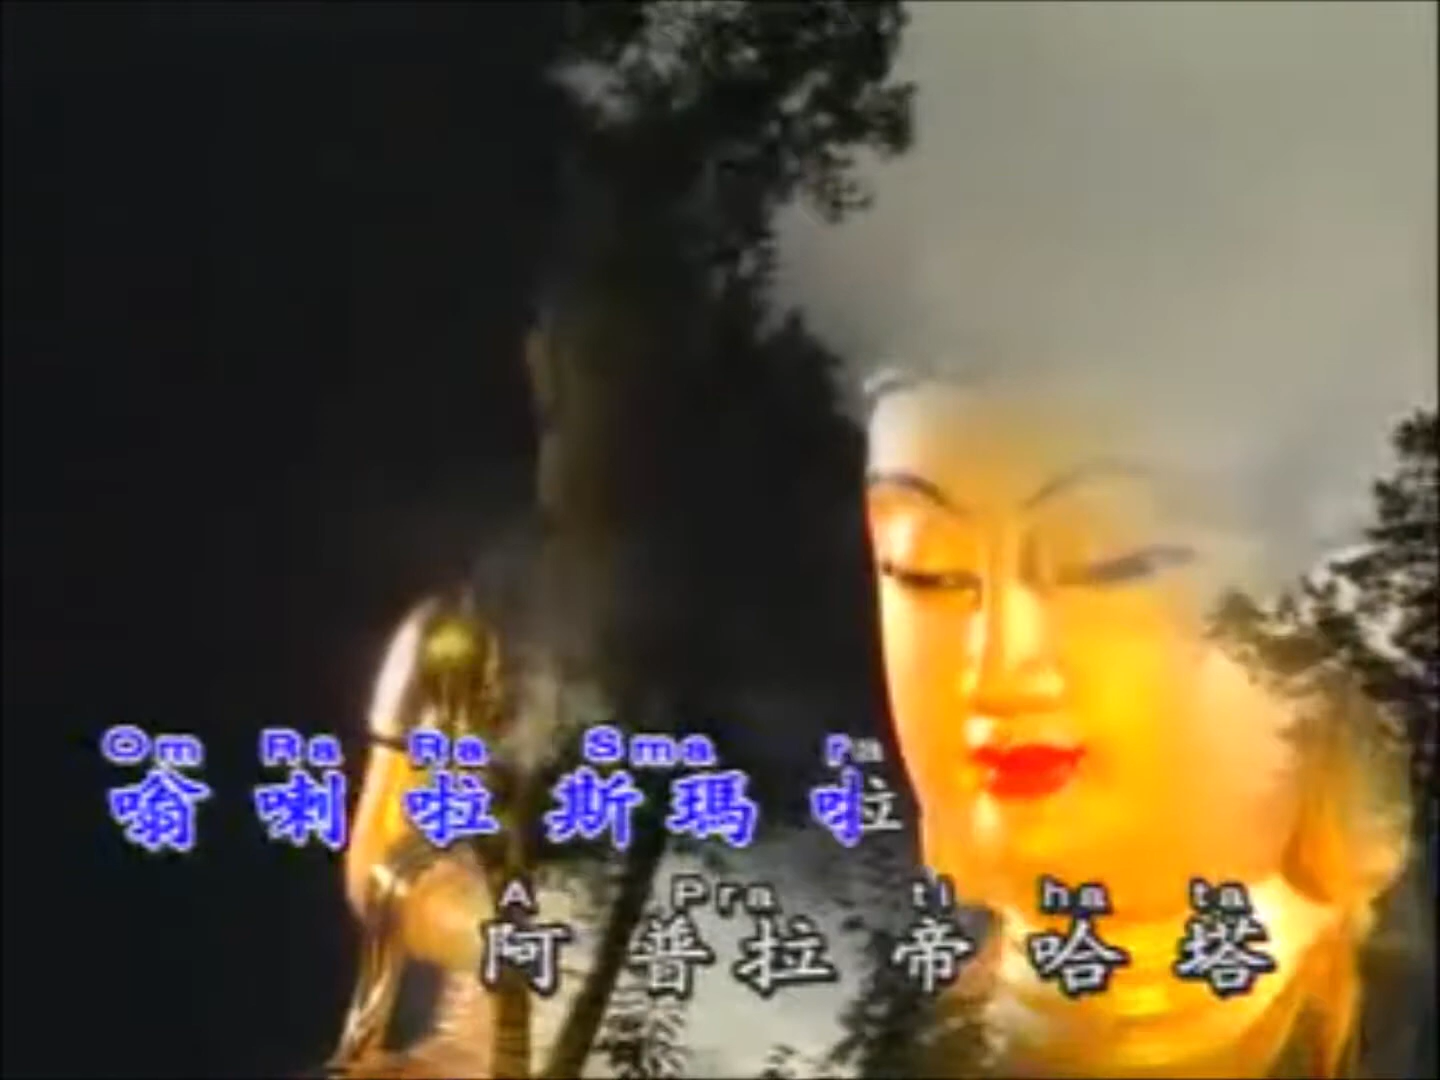 Om Ra Ra Sma ra
嗡 喇 啦 斯 瑪 啦
A Pra ti ha ta
阿 普 拉 帝 哈 塔